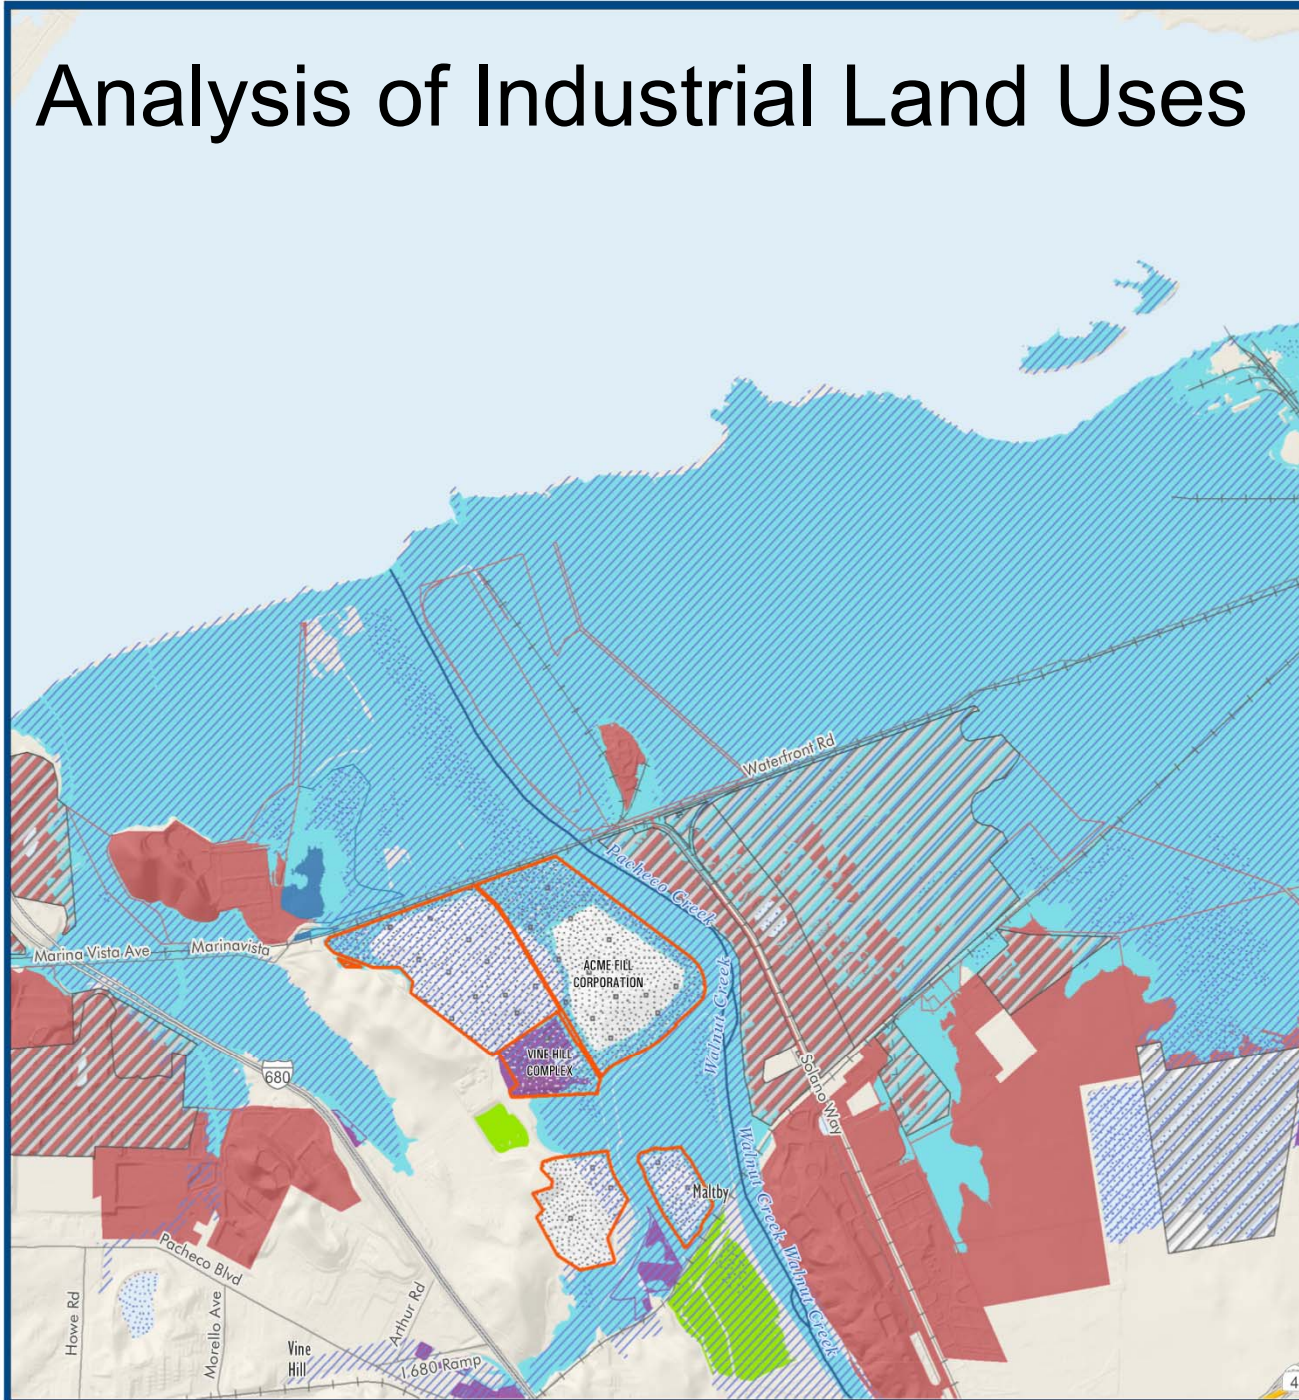 Analysis of Industrial Land Uses
Waterfront Rd
Pacheco Creek
Marina Vista Ave
Marinavista
ACME FILL
CORPORATION
Walnut Creek
VINE HILL
COMPLEX
680
Solano Way
Maltby
Walnut Creek
Walnut Creek
Pacheco Blvd
Howe Rd
Morello Ave
Arthur Rd
Vine
Hill
I 680 Ramp
4